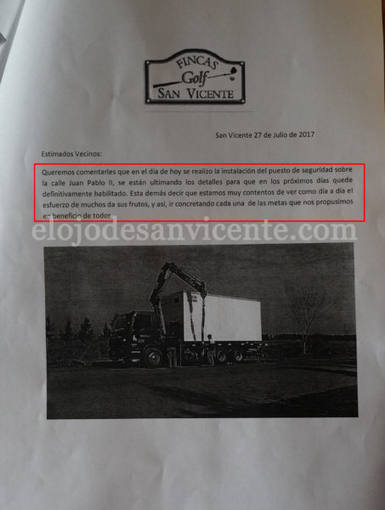 FINCAS
Golf
SAN VICENTE
San Vicente 27 de Julio de 2017
Estimados Vecinos:
Queremos comentarles que en el día de hoy se realizo la instalación del puesto de seguridad sobre
la calle Juan Pablo II, se están ultimando los detalles para que en los próximos días quede
definitivamente habilitado. Esta demás decir que estamos muy contentos de ver como día a día el
esfuerzo de muchos da sus frutos, y así, ir concretando cada una de las metas que nos propusimos
en beneficio de todos
elojodesanvicente.com